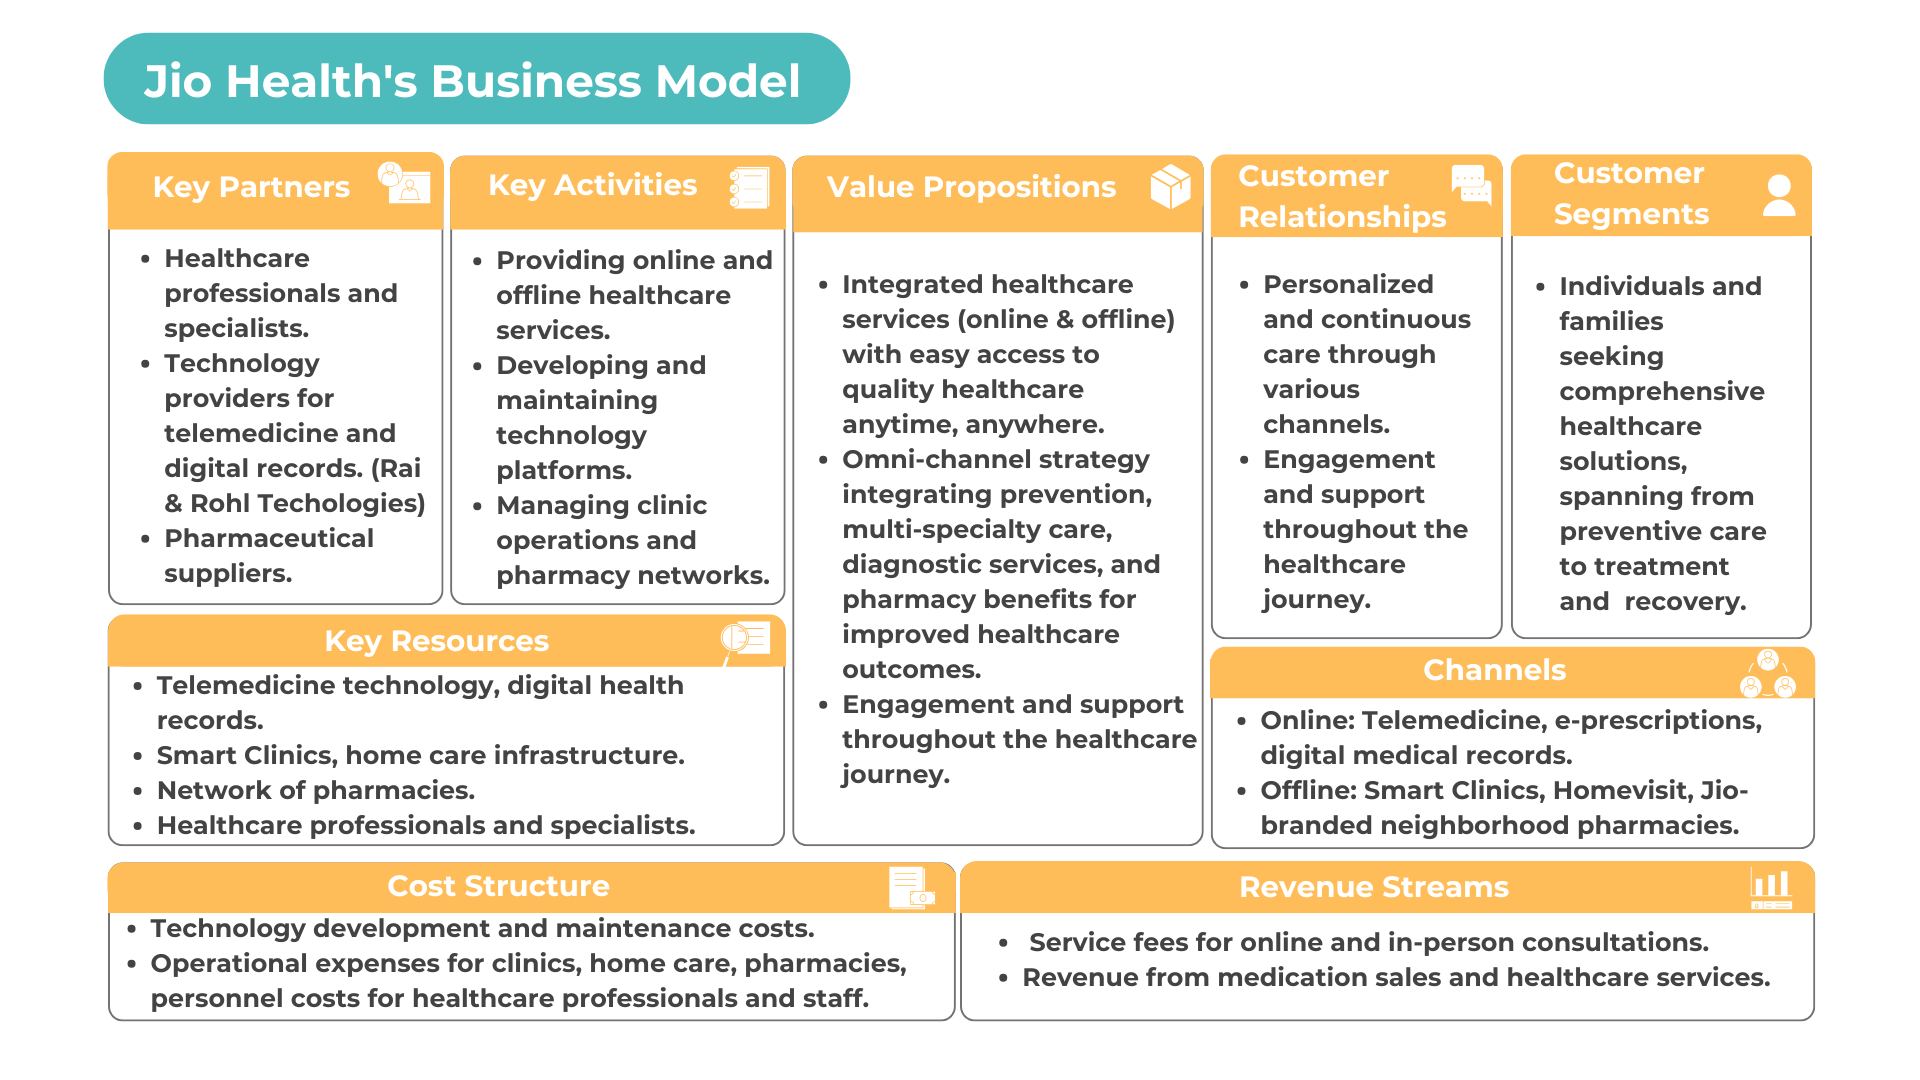 Jio Health's Business Model
Key Partners
• Healthcare
professionals and
specialists.
• Technology
providers for
telemedicine and
digital records. (Rai
& Rohl Techologies)
• Pharmaceutical
suppliers.
Key Activities
• Providing online and
offline healthcare
services.
• Developing and
maintaining
technology
platforms.
• Managing clinic
operations and
pharmacy networks.
Key Resources
• Telemedicine technology, digital health
records.
• Smart Clinics, home care infrastructure.
• Network of pharmacies.
• Healthcare professionals and specialists.
Value Propositions
• Integrated healthcare
services (online & offline)
with easy access to
quality healthcare
anytime, anywhere.
• Omni-channel strategy
integrating prevention,
multi-specialty care,
diagnostic services, and
pharmacy benefits for
improved healthcare
outcomes.
• Engagement and support
throughout the healthcare
journey.
Customer
Relationships
• Personalized
and continuous
care through
various
channels.
• Engagement
and support
throughout the
healthcare
journey.
Customer
Segments
• Individuals and
families
seeking
comprehensive
healthcare
solutions,
spanning from
preventive care
to treatment
and recovery.
Channels
• Online: Telemedicine, e-prescriptions,
digital medical records.
• Offline: Smart Clinics, Homevisit, Jio-
branded neighborhood pharmacies.
Cost Structure
• Technology development and maintenance costs.
• Operational expenses for clinics, home care, pharmacies,
personnel costs for healthcare professionals and staff.
Revenue Streams
• Service fees for online and in-person consultations.
• Revenue from medication sales and healthcare services.